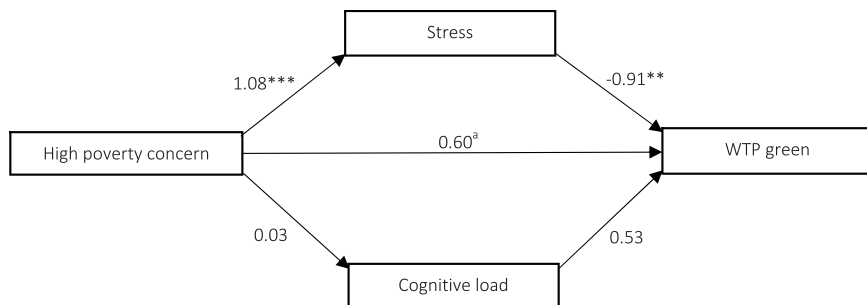 Stress
1.08***
-0.91**
High poverty concern
0.60ᵃ
WTP green
0.03
0.53
Cognitive load